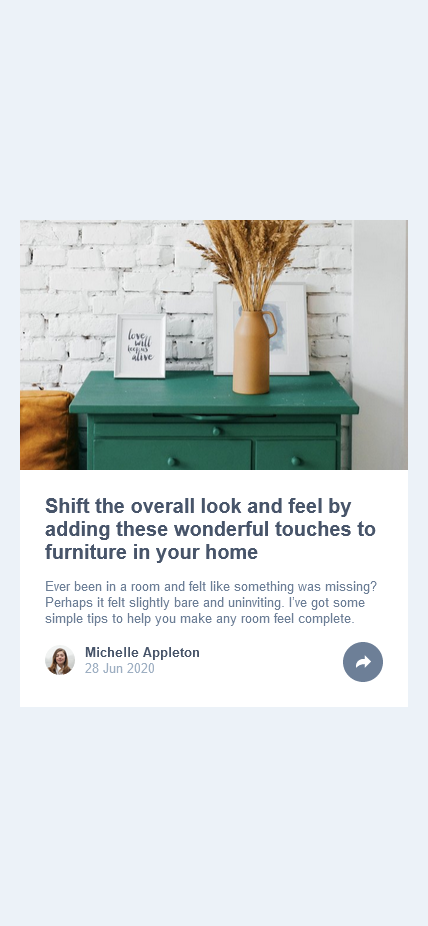 love
will
keep us
alive
Shift the overall look and feel by
adding these wonderful touches to
furniture in your home
Ever been in a room and felt like something was missing?
Perhaps it felt slightly bare and uninviting. I've got some
simple tips to help you make any room feel complete.
Michelle Appleton
28 Jun 2020